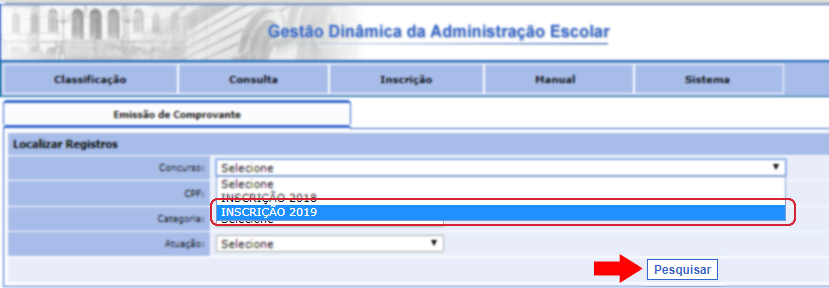 Gestão Dinâmica da Administração Escolar
Classificação Consulta Inscrição Manual Sistema
Emissão de Comprovante
Localizar Registros
Concurso: Selecione
Selecione
CPF: INSCRIÇÃO 2018
INSCRIÇÃO 2019
Categoria: Selecione
Atuação: Selecione
Pesquisar